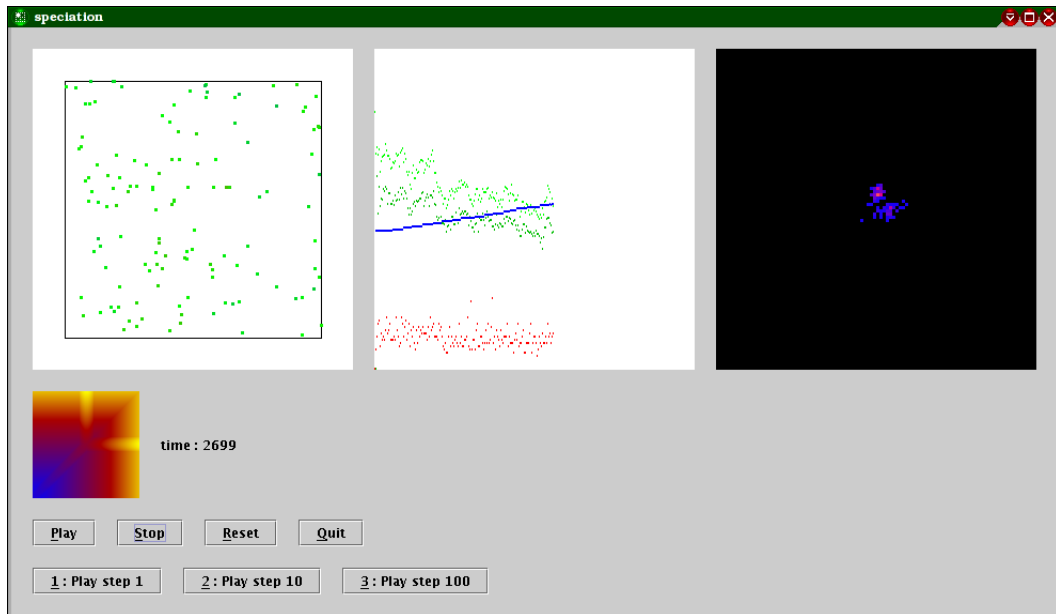 speciation
time : 2699
Play Stop Reset Quit
1 : Play step 1 2 : Play step 10 3 : Play step 100